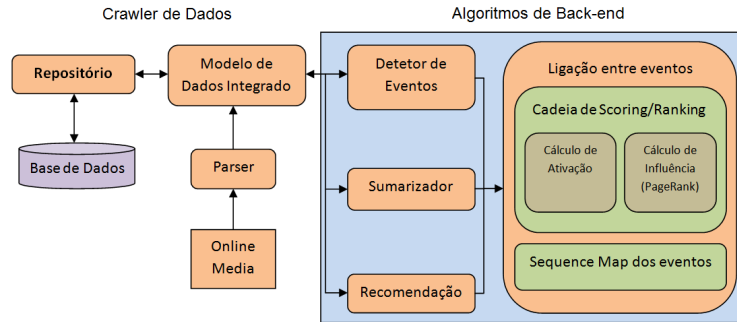 Crawler de Dados
Algoritmos de Back-end
Repositório
Base de Dados
Modelo de
Dados Integrado
Parser
Online
Media
Detetor de
Eventos
Sumarizador
Recomendação
Ligação entre eventos
Cadeia de Scoring/Ranking
Cálculo de
Ativação
Cálculo de
Influência
(PageRank)
Sequence Map dos eventos